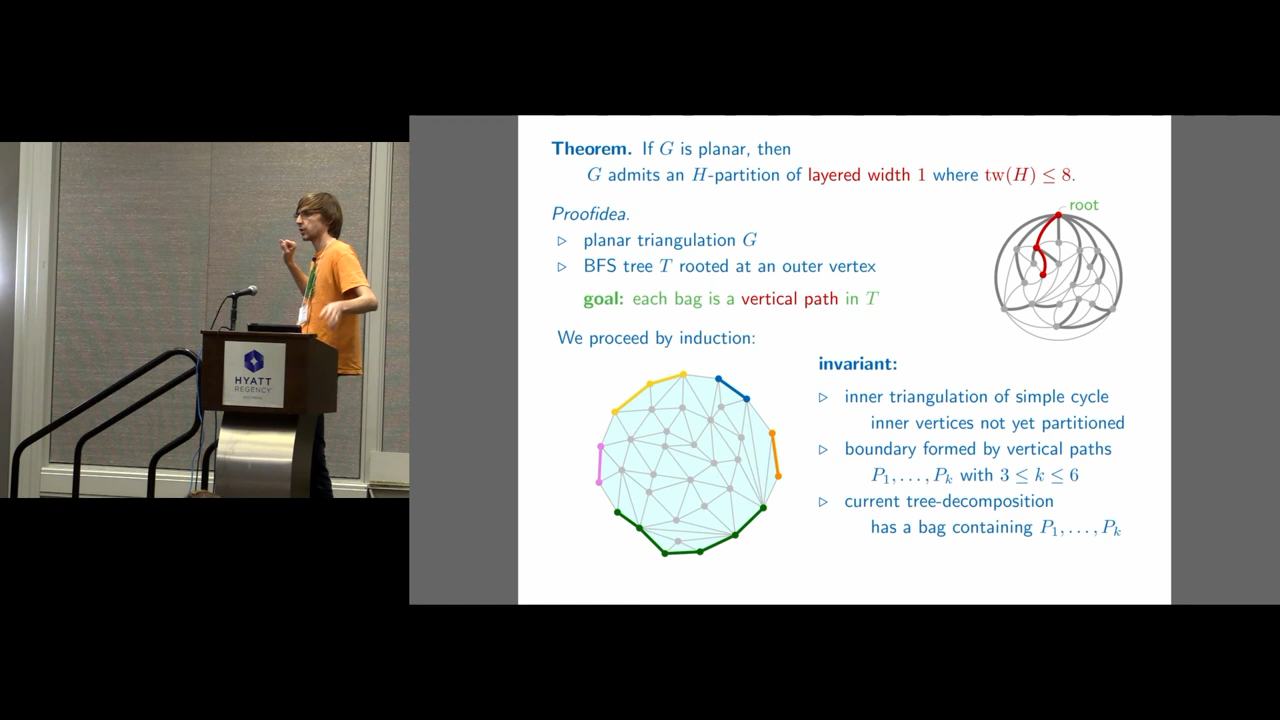 Theorem. If G is planar, then
G admits an H-partition of layered width 1 where tw(H) ≤ 8.
Proofidea.
▷ planar triangulation G
▷ BFS tree T rooted at an outer vertex
goal: each bag is a vertical path in T
root
We proceed by induction:
invariant:
▷ inner triangulation of simple cycle
inner vertices not yet partitioned
▷ boundary formed by vertical paths
P₁, . . . , Pₖ with 3 ≤ k ≤ 6
▷ current tree-decomposition
has a bag containing P₁, . . . , Pₖ
HYATT
REGENCY